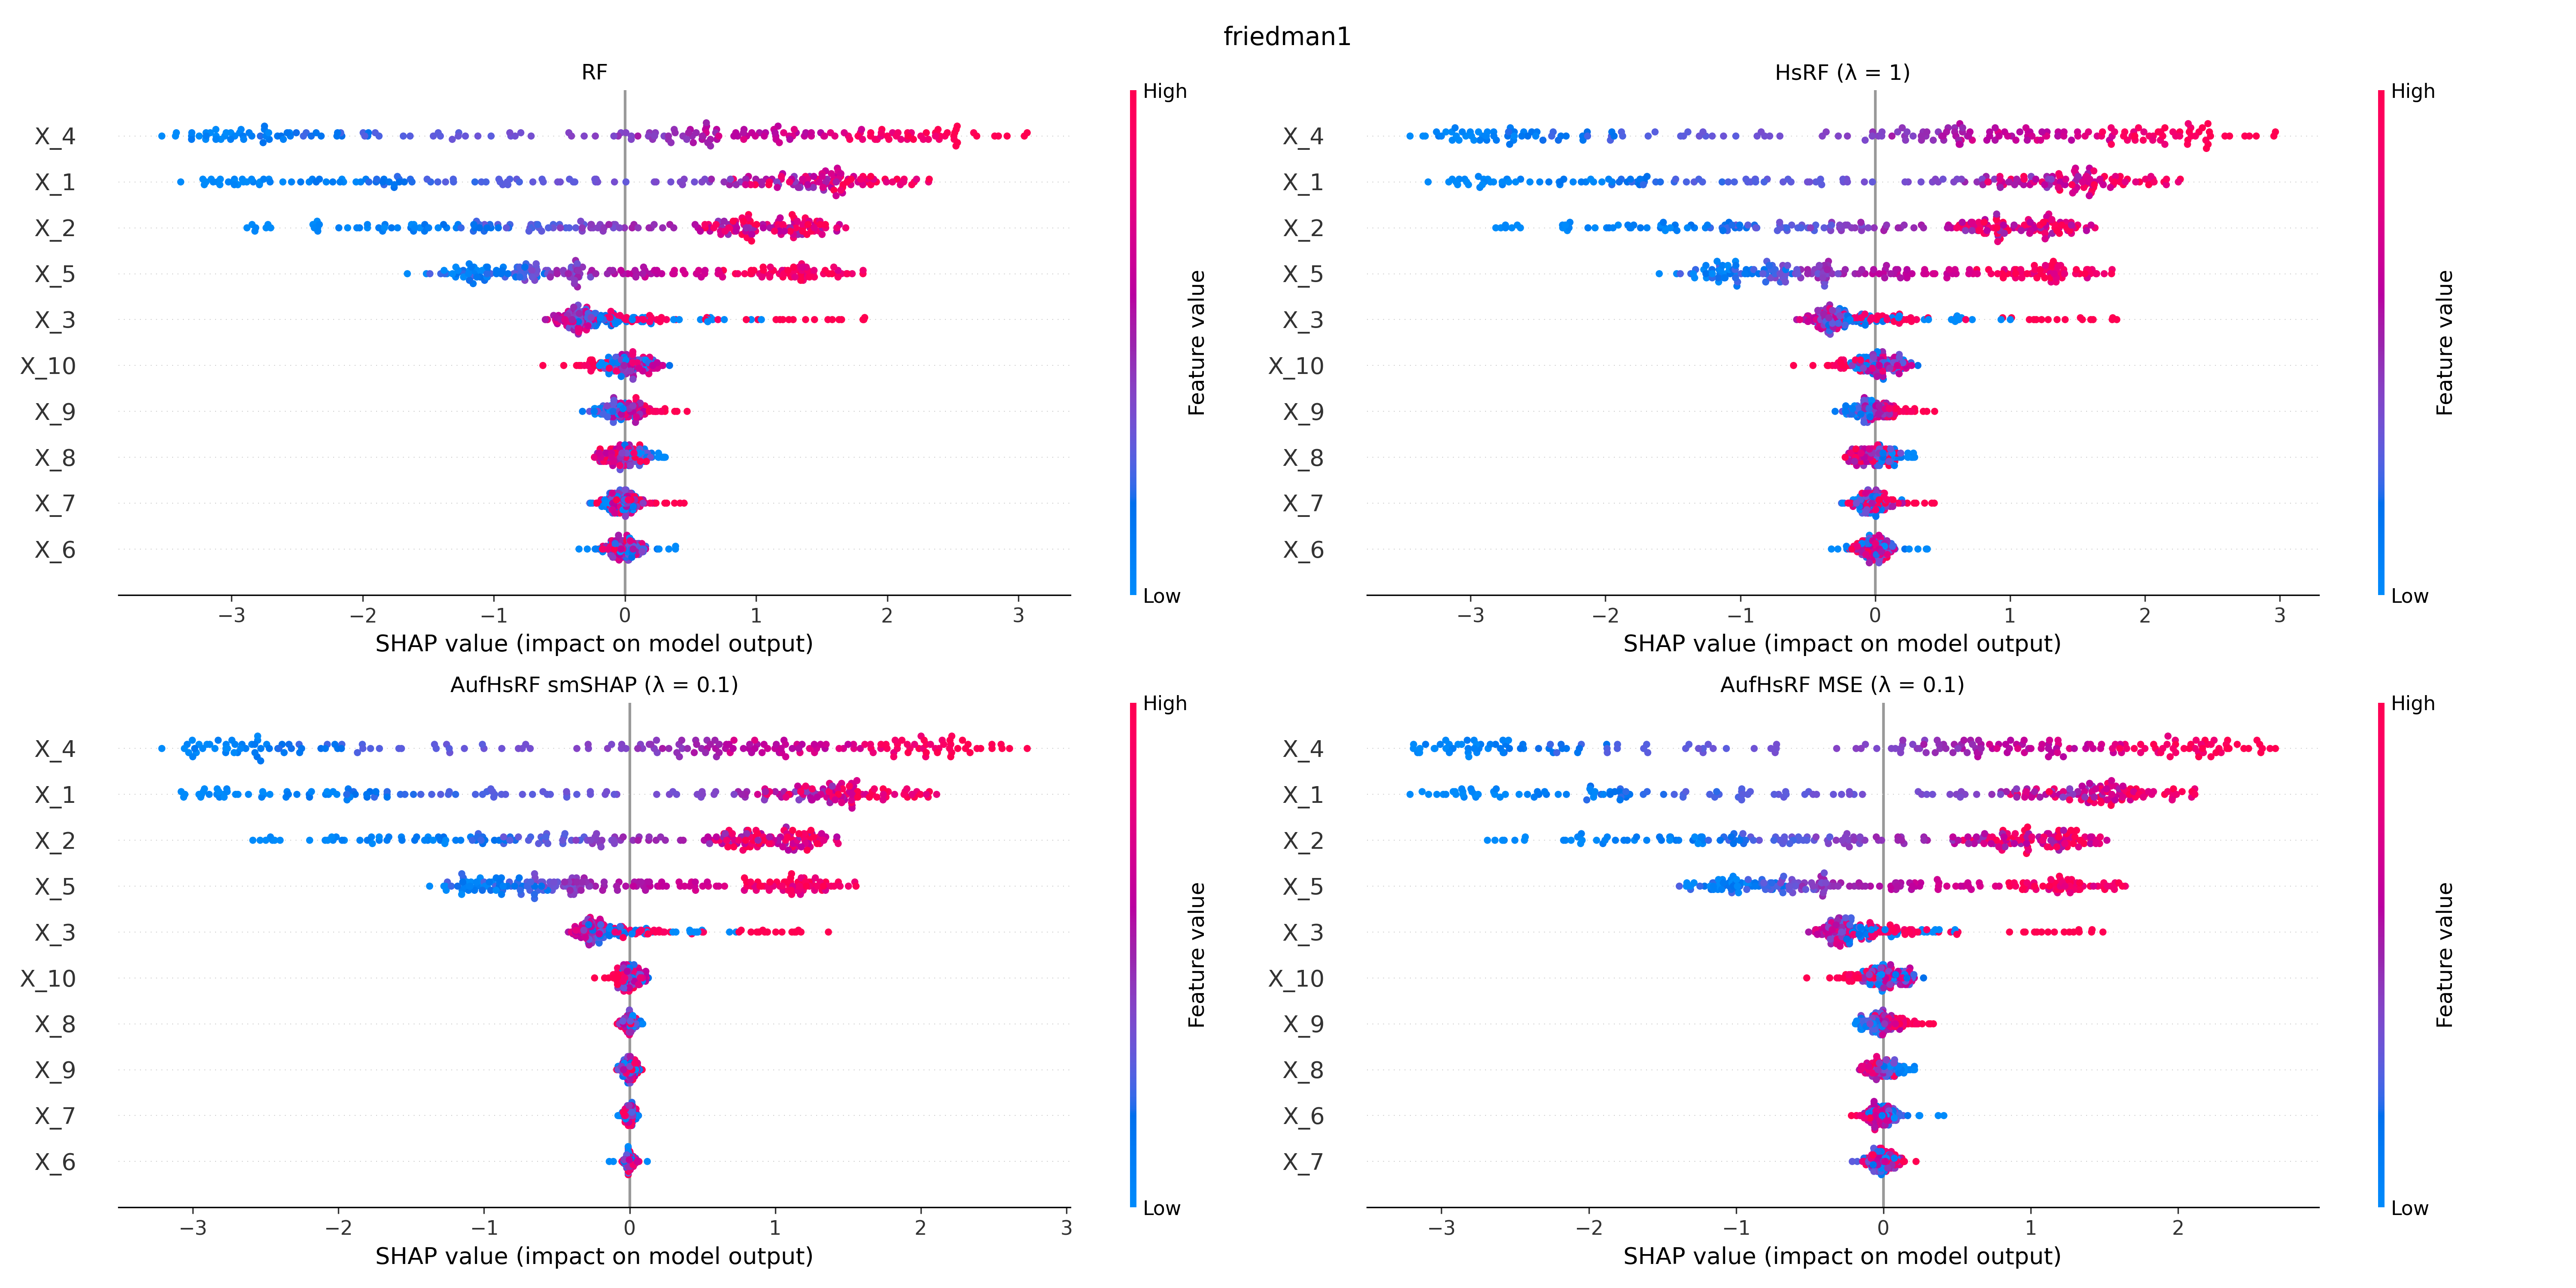 friedman1
RF
High
X_4
X_1
X_2
X_5
X_3
X_10
X_9
X_8
X_7
X_6
Feature value
Low
−3 −2 −1 0 1 2 3
SHAP value (impact on model output)
HsRF (λ = 1)
High
X_4
X_1
X_2
X_5
X_3
X_10
X_9
X_8
X_7
X_6
Feature value
Low
−3 −2 −1 0 1 2 3
SHAP value (impact on model output)
AufHsRF smSHAP (λ = 0.1)
High
X_4
X_1
X_2
X_5
X_3
X_10
X_8
X_9
X_7
X_6
Feature value
Low
−3 −2 −1 0 1 2 3
SHAP value (impact on model output)
AufHsRF MSE (λ = 0.1)
High
X_4
X_1
X_2
X_5
X_3
X_10
X_9
X_8
X_6
X_7
Feature value
Low
−3 −2 −1 0 1 2
SHAP value (impact on model output)